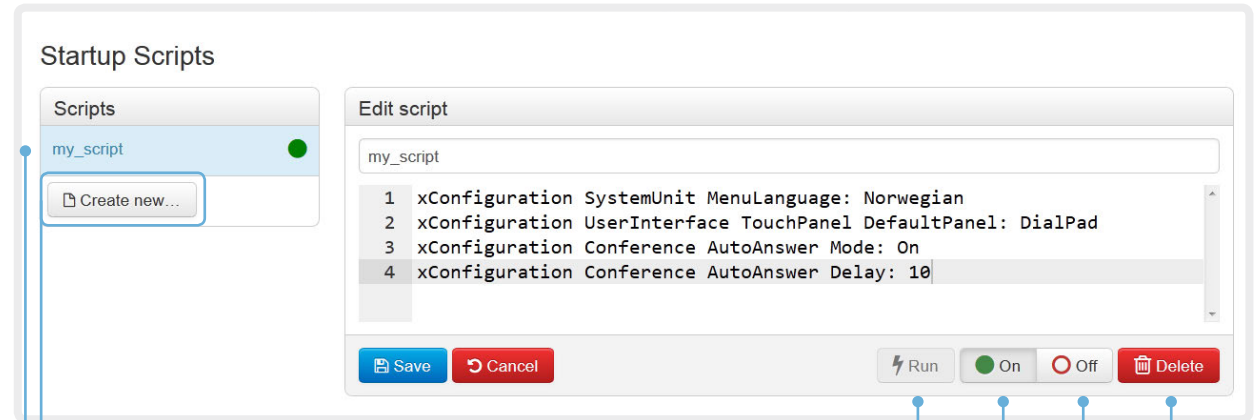 Startup Scripts
Scripts
my_script
Create new...
Edit script
my_script
1 xConfiguration SystemUnit MenuLanguage: Norwegian
2 xConfiguration UserInterface TouchPanel DefaultPanel: DialPad
3 xConfiguration Conference AutoAnswer Mode: On
4 xConfiguration Conference AutoAnswer Delay: 10
Save Cancel Run On Off Delete